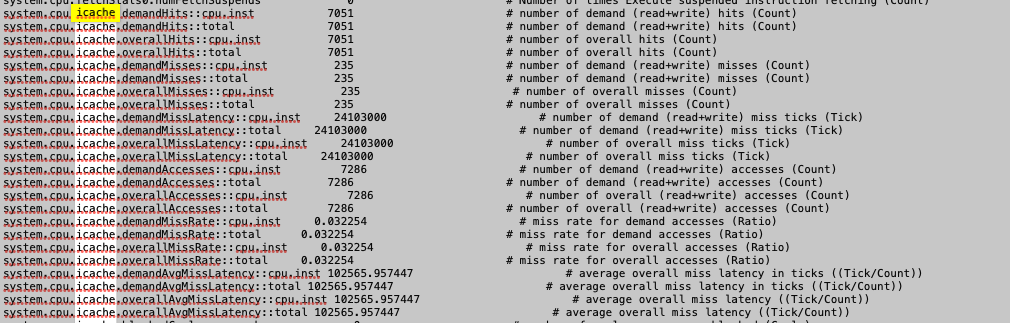 system.cpu.fetchStats0.numFetchSuspends 0 # Number of times Execute suspended instruction fetching (Count)
system.cpu.icache.demandHits::cpu.inst 7051 # number of demand (read+write) hits (Count)
system.cpu.icache.demandHits::total 7051 # number of demand (read+write) hits (Count)
system.cpu.icache.overallHits::cpu.inst 7051 # number of overall hits (Count)
system.cpu.icache.overallHits::total 7051 # number of overall hits (Count)
system.cpu.icache.demandMisses::cpu.inst 235 # number of demand (read+write) misses (Count)
system.cpu.icache.demandMisses::total 235 # number of demand (read+write) misses (Count)
system.cpu.icache.overallMisses::cpu.inst 235 # number of overall misses (Count)
system.cpu.icache.overallMisses::total 235 # number of overall misses (Count)
system.cpu.icache.demandMissLatency::cpu.inst 24103000 # number of demand (read+write) miss ticks (Tick)
system.cpu.icache.demandMissLatency::total 24103000 # number of demand (read+write) miss ticks (Tick)
system.cpu.icache.overallMissLatency::cpu.inst 24103000 # number of overall miss ticks (Tick)
system.cpu.icache.overallMissLatency::total 24103000 # number of overall miss ticks (Tick)
system.cpu.icache.demandAccesses::cpu.inst 7286 # number of demand (read+write) accesses (Count)
system.cpu.icache.demandAccesses::total 7286 # number of demand (read+write) accesses (Count)
system.cpu.icache.overallAccesses::cpu.inst 7286 # number of overall (read+write) accesses (Count)
system.cpu.icache.overallAccesses::total 7286 # number of overall (read+write) accesses (Count)
system.cpu.icache.demandMissRate::cpu.inst 0.032254 # miss rate for demand accesses (Ratio)
system.cpu.icache.demandMissRate::total 0.032254 # miss rate for demand accesses (Ratio)
system.cpu.icache.overallMissRate::cpu.inst 0.032254 # miss rate for overall accesses (Ratio)
system.cpu.icache.overallMissRate::total 0.032254 # miss rate for overall accesses (Ratio)
system.cpu.icache.demandAvgMissLatency::cpu.inst 102565.957447 # average overall miss latency in ticks ((Tick/Count))
system.cpu.icache.demandAvgMissLatency::total 102565.957447 # average overall miss latency in ticks ((Tick/Count))
system.cpu.icache.overallAvgMissLatency::cpu.inst 102565.957447 # average overall miss latency ((Tick/Count))
system.cpu.icache.overallAvgMissLatency::total 102565.957447 # average overall miss latency ((Tick/Count))